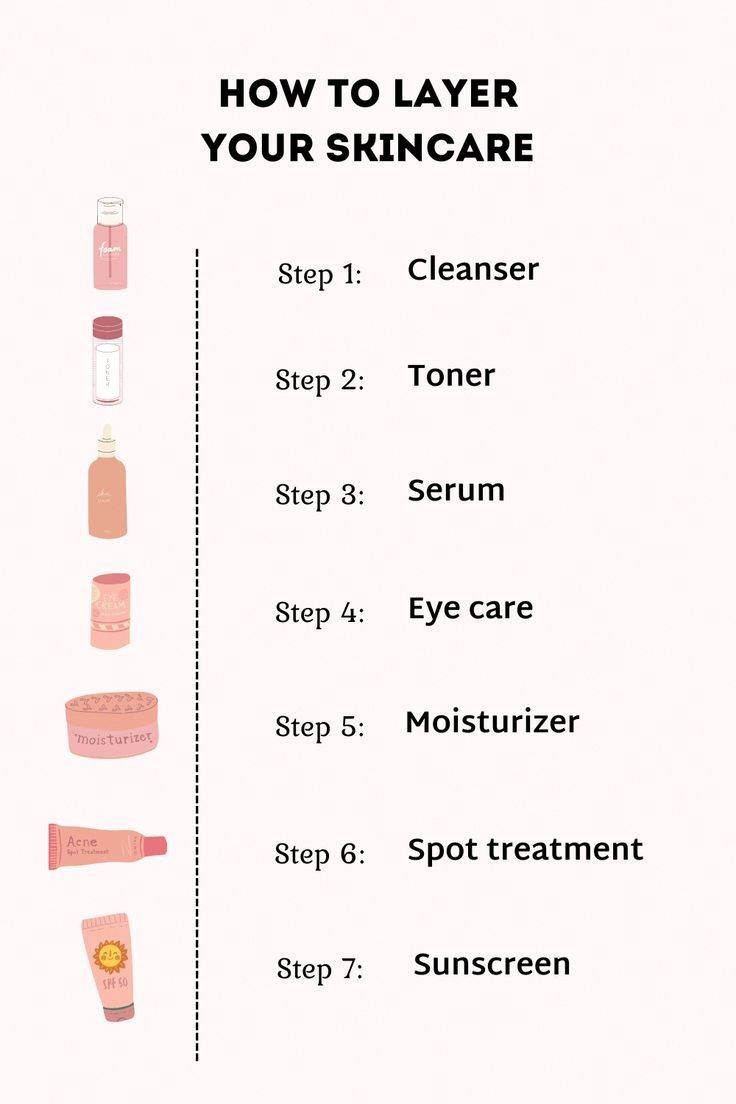 HOW TO LAYER
YOUR SKINCARE
foam
Step 1: Cleanser
TONER
Step 2: Toner
Step 3: Serum
EYE
CREAM
Step 4: Eye care
moisturizer
Step 5: Moisturizer
Acne
Spot Treatment
Step 6: Spot treatment
SPF 50
Step 7: Sunscreen